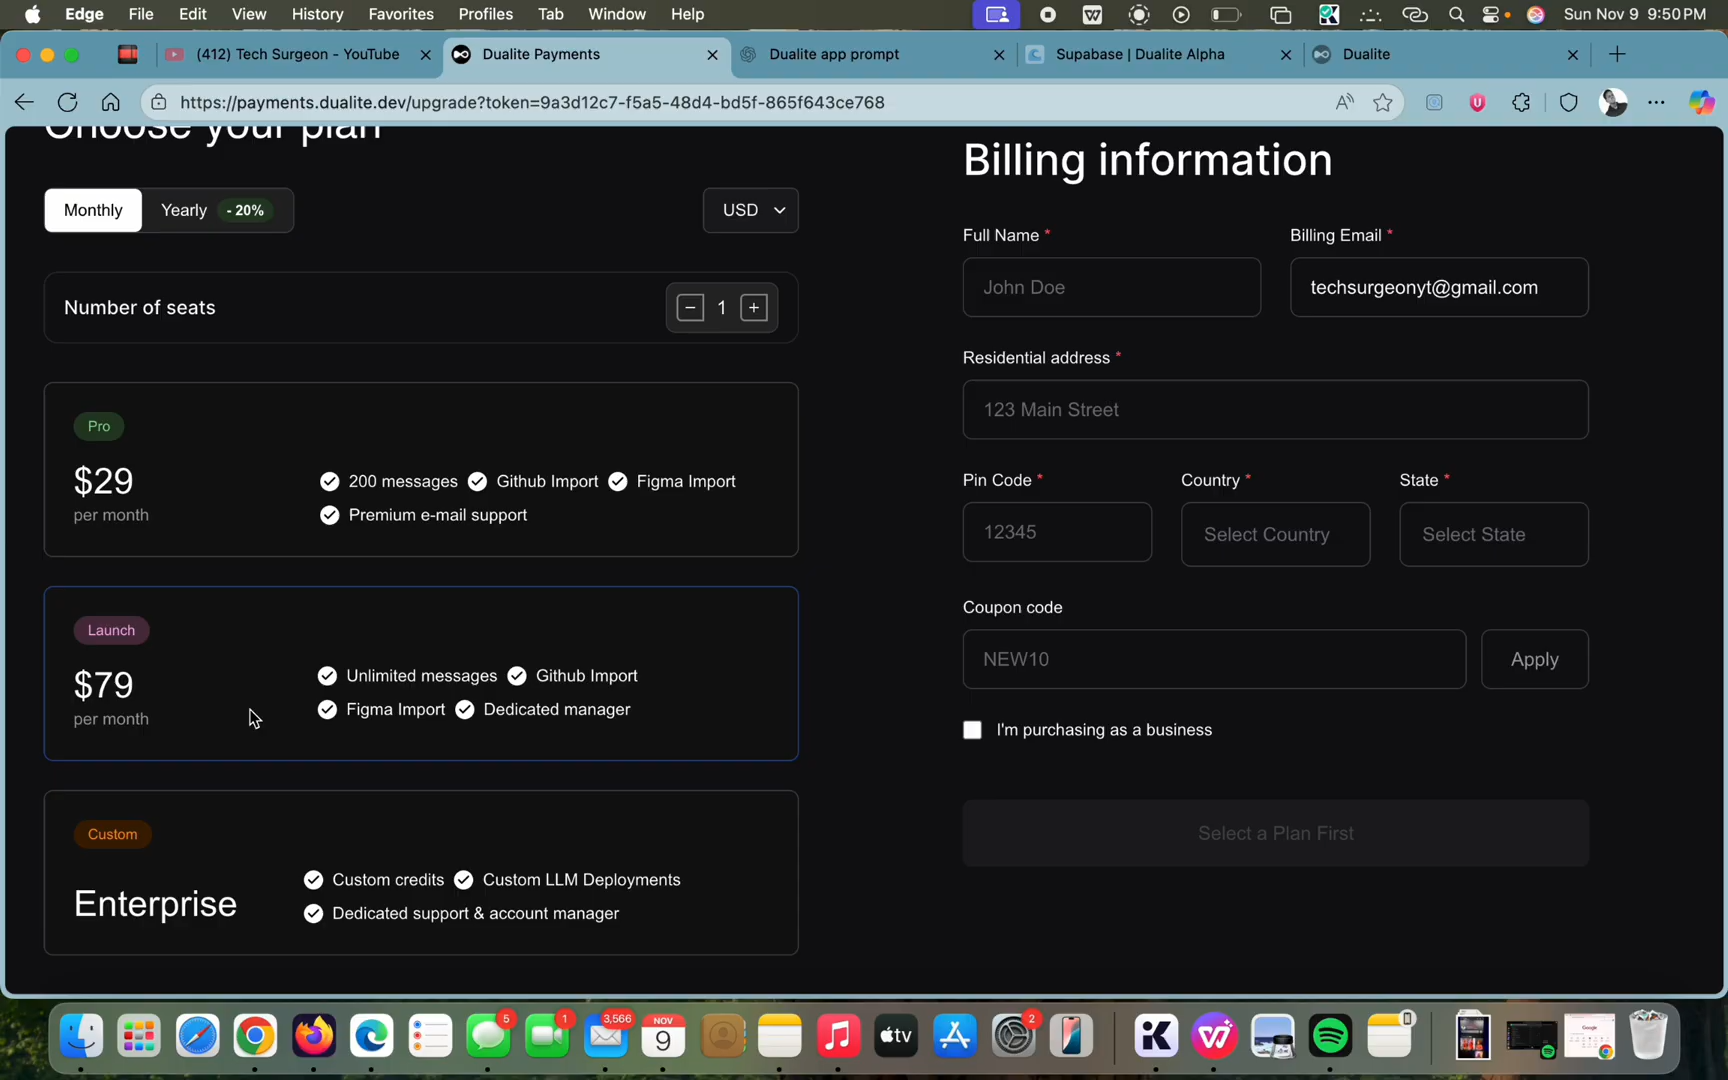 Edge File Edit View History Favorites Profiles Tab Window Help Sun Nov 9 9:50 PM
(412) Tech Surgeon - YouTube
Dualite Payments
Dualite app prompt
Supabase | Dualite Alpha
Dualite
https://payments.dualite.dev/upgrade?token=9a3d12c7-f5a5-48d4-bd5f-865f643ce768
Choose your plan
Monthly
Yearly - 20%
USD
Number of seats
1
Pro
$29
per month
200 messages Github Import Figma Import
Premium e-mail support
Launch
$79
per month
Unlimited messages Github Import
Figma Import Dedicated manager
Custom
Enterprise
Custom credits Custom LLM Deployments
Dedicated support & account manager
Billing information
Full Name *
Billing Email *
John Doe
techsurgeonyt@gmail.com
Residential address *
123 Main Street
Pin Code *
Country *
State *
12345
Select Country
Select State
Coupon code
NEW10
Apply
I'm purchasing as a business
Select a Plan First
5
1
3,566
NOV
9
tv
2